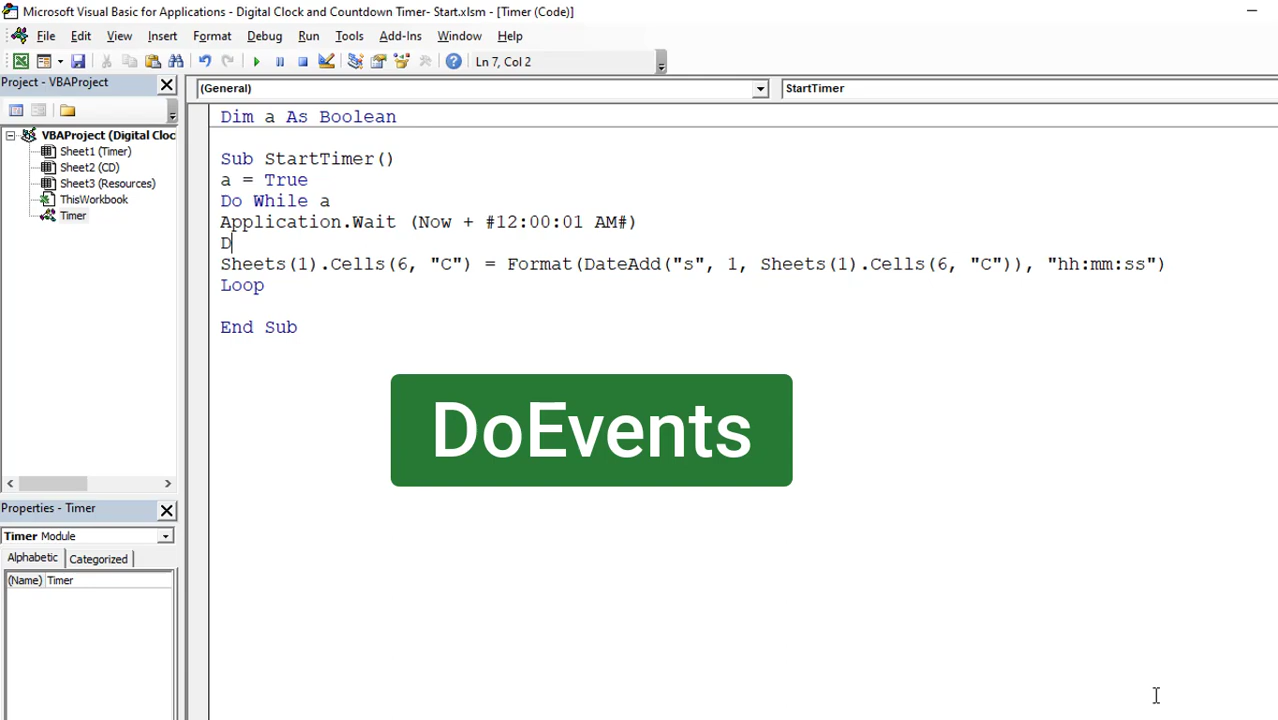 Microsoft Visual Basic for Applications - Digital Clock and Countdown Timer- Start.xlsm - [Timer (Code)]
File Edit View Insert Format Debug Run Tools Add-Ins Window Help
Ln 7, Col 2
Project - VBAProject
(General)
StartTimer
VBAProject (Digital Cloc
Sheet1 (Timer)
Sheet2 (CD)
Sheet3 (Resources)
ThisWorkbook
Timer
Dim a As Boolean
Sub StartTimer()
a = True
Do While a
Application.Wait (Now + #12:00:01 AM#)
D
Sheets(1).Cells(6, "C") = Format(DateAdd("s", 1, Sheets(1).Cells(6, "C")), "hh:mm:ss")
Loop
End Sub
DoEvents
Properties - Timer
Timer Module
Alphabetic Categorized
(Name) Timer